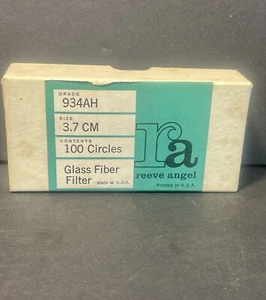 GRADE
934AH
SIZE
3.7 CM
CONTENTS
100 Circles
Glass Fiber
Filter Made in U.S.A.
ra
reeve angel
Printed in U.S.A.